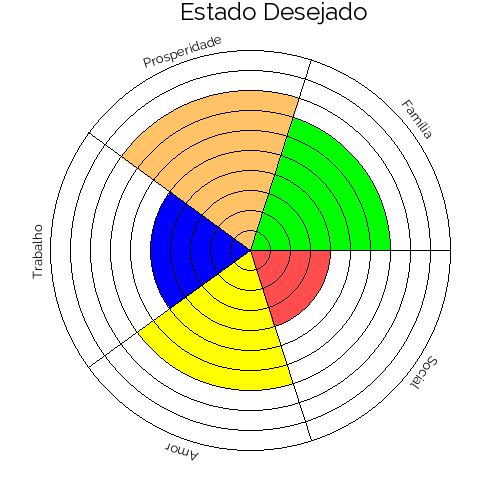 Estado Desejado
Prosperidade
Família
Trabalho
Social
Amor